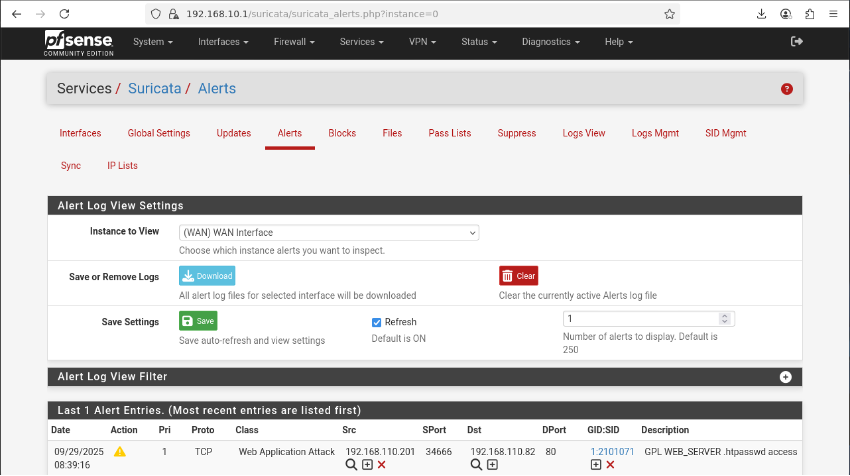 192.168.10.1/suricata/suricata_alerts.php?instance=0
pfsense
COMMUNITY EDITION
System Interfaces Firewall Services VPN Status Diagnostics Help
Services / Suricata / Alerts
Interfaces Global Settings Updates Alerts Blocks Files Pass Lists Suppress Logs View Logs Mgmt SID Mgmt
Sync IP Lists
Alert Log View Settings
Instance to View (WAN) WAN Interface
Choose which instance alerts you want to inspect.
Save or Remove Logs Download Clear
All alert log files for selected interface will be downloaded Clear the currently active Alerts log file
Save Settings Save Refresh 1
Save auto-refresh and view settings Default is ON Number of alerts to display. Default is
250
Alert Log View Filter
Last 1 Alert Entries. (Most recent entries are listed first)
Date Action Pri Proto Class Src SPort Dst DPort GID:SID Description
09/29/2025 1 TCP Web Application Attack 192.168.110.201 34666 192.168.110.82 80 1:2101071 GPL WEB_SERVER .htpasswd access
08:39:16